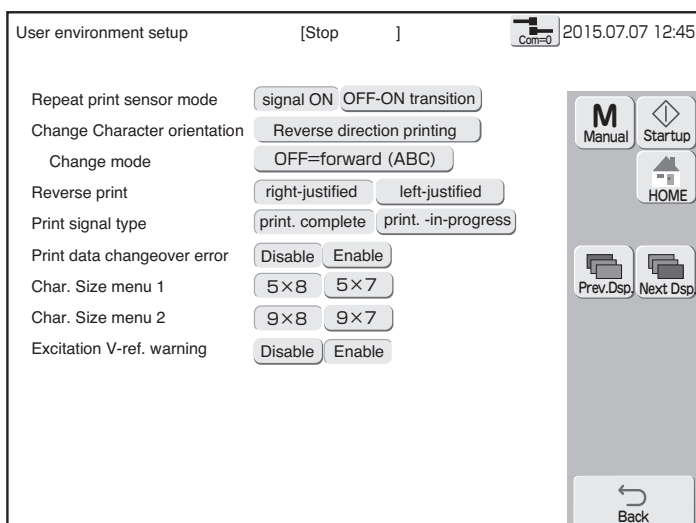 User environment setup [Stop ] Com=0 2015.07.07 12:45
Repeat print sensor mode signal ON OFF-ON transition
Change Character orientation Reverse direction printing
Change mode OFF=forward (ABC)
Reverse print right-justified left-justified
Print signal type print. complete print. -in-progress
Print data changeover error Disable Enable
Char. Size menu 1 5×8 5×7
Char. Size menu 2 9×8 9×7
Excitation V-ref. warning Disable Enable
M
Manual Startup
HOME
Prev.Dsp. Next Dsp.
Back